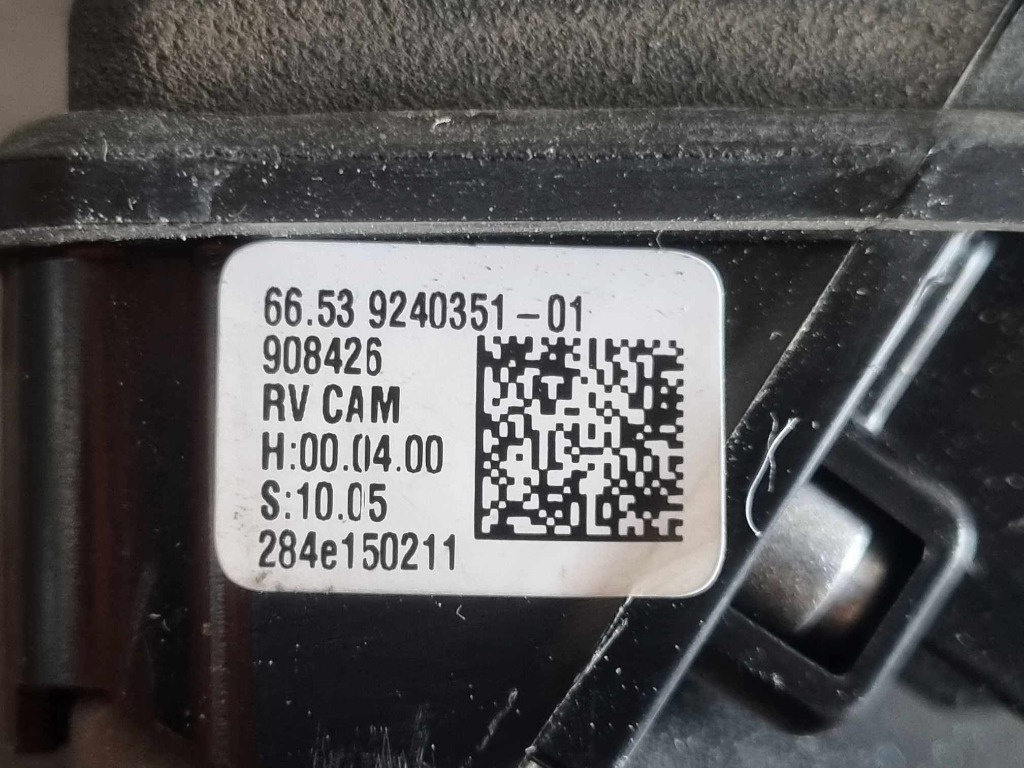 66.53 9240351-01
908426
RV CAM
H:00.04.00
S:10.05
284e150211